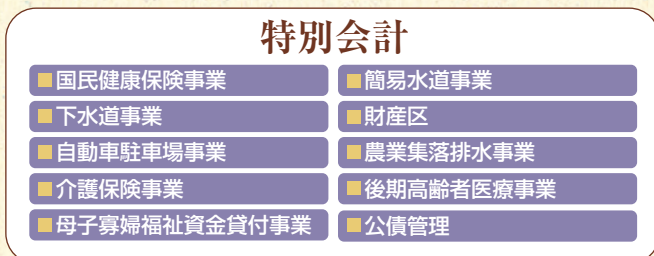 特別会計
■国民健康保険事業
■下水道事業
■自動車駐車場事業
■介護保険事業
■母子寡婦福祉資金貸付事業
■簡易水道事業
■財産区
■農業集落排水事業
■後期高齢者医療事業
■公債管理